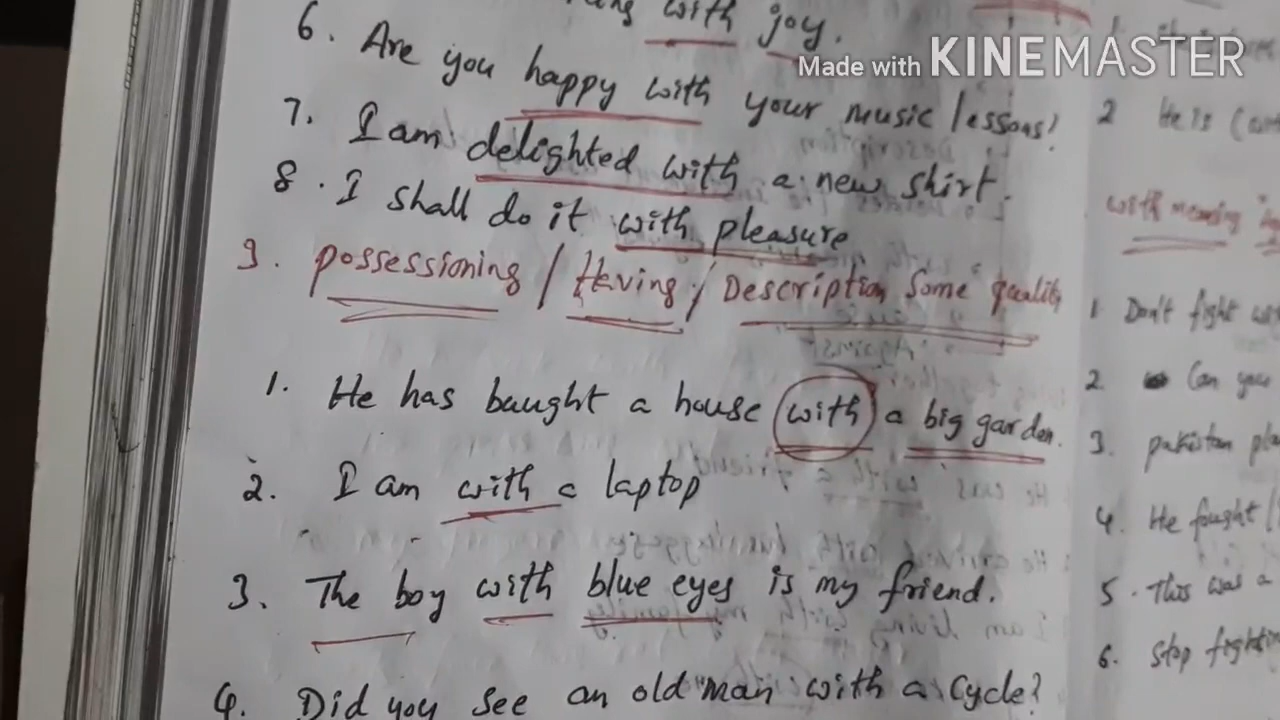 with joy.
Made with KINEMASTER
6. Are you happy with your music lessons?
7. I am delighted with a new shirt.
8. I shall do it with pleasure
9. possessioning / Having / Description some quality
1. He has baught a house with a big garden.
2. I am with a laptop
3. The boy with blue eyes is my friend.
4. Did you see an old man with a cycle?
2 He is
with meaning
1 Don't fight
2. Can you
3. pakistan
4. He fought
5. This was a
6. Stop